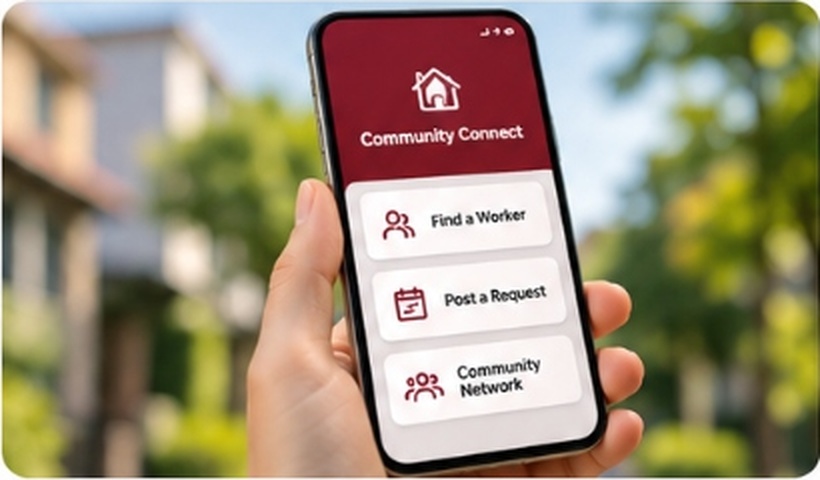 Community Connect
Find a Worker
Post a Request
Community
Network